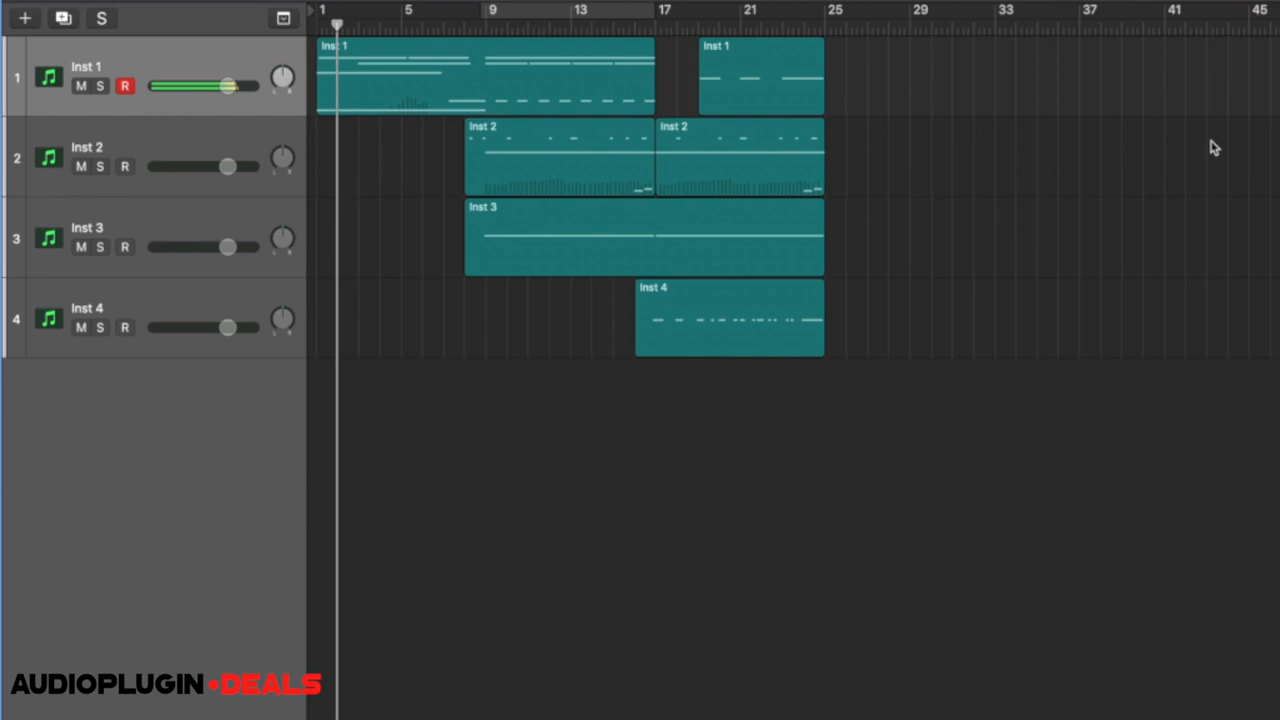 S
1 5 9 13 17 21 25 29 33 37 41 45
1 Inst 1
M S R
L R
Inst 1 Inst 1
2 Inst 2
M S R
L R
Inst 2 Inst 2
3 Inst 3
M S R
L R
Inst 3
4 Inst 4
M S R
L R
Inst 4
AUDIOPLUGIN•DEALS